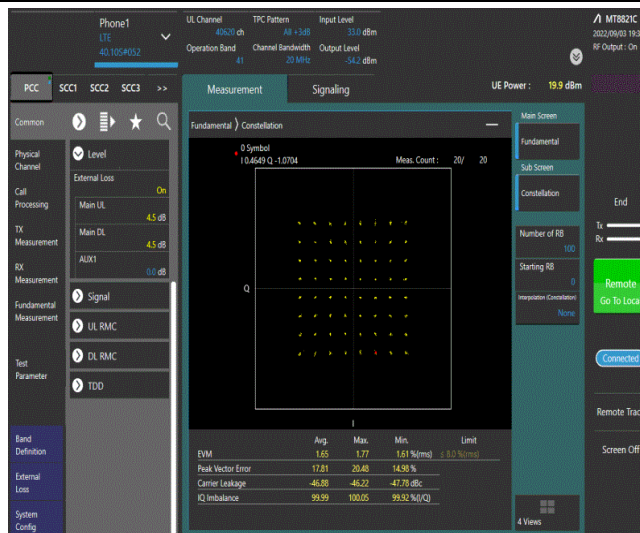 Phone1
LTE
40.10S#052
UL Channel
40620 ch
TPC Pattern
All +3dB
Input Level
33.0 dBm
Operation Band
41
Channel Bandwidth
20 MHz
Output Level
-54.2 dBm
MT8821C
2022/09/03 19:3
RF Output : On
PCC SCC1 SCC2 SCC3 >>
Measurement
Signaling
UE Power : 19.9 dBm
Common
Physical
Channel
Call
Processing
TX
Measurement
RX
Measurement
Fundamental
Measurement
Test
Parameter
Band
Definition
External
Loss
System
Config
Level
External Loss
On
Main UL
4.5 dB
Main DL
4.5 dB
AUX1
0.0 dB
Signal
UL RMC
DL RMC
TDD
Fundamental 〉 Constellation
0 Symbol
I 0.4649 Q -1.0704
Meas. Count : 20/ 20
Q
I
Avg. Max. Min. Limit
EVM 1.65 1.77 1.61 %(rms) ≤ 8.0 %(rms)
Peak Vector Error 17.81 20.48 14.98 %
Carrier Leakage -46.88 -46.22 -47.78 dBc
IQ Imbalance 99.99 100.05 99.92 %(I/Q)
Main Screen
Fundamental
Sub Screen
Constellation
Number of RB
100
Starting RB
0
Interpolation (Constellation)
None
4 Views
End
Tx
Rx
Remote
Go To Loca
Connected
Remote Trac
Screen Off